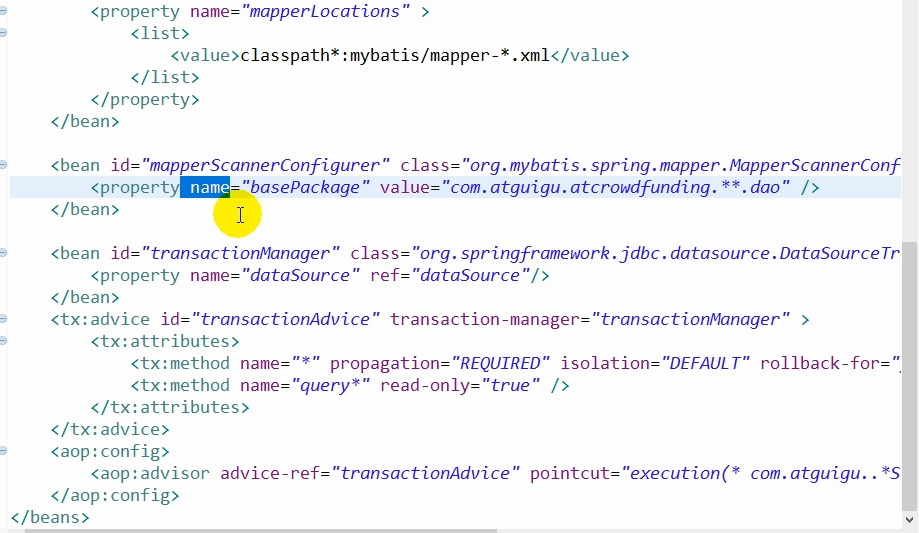 <property name="mapperLocations" >
<list>
<value>classpath*:mybatis/mapper-*.xml</value>
</list>
</property>
</bean>
<bean id="mapperScannerConfigurer" class="org.mybatis.spring.mapper.MapperScannerConf
<property name="basePackage" value="com.atguigu.atcrowdfunding.**.dao" />
</bean>
<bean id="transactionManager" class="org.springframework.jdbc.datasource.DataSourceTr
<property name="dataSource" ref="dataSource"/>
</bean>
<tx:advice id="transactionAdvice" transaction-manager="transactionManager" >
<tx:attributes>
<tx:method name="*" propagation="REQUIRED" isolation="DEFAULT" rollback-for="
<tx:method name="query*" read-only="true" />
</tx:attributes>
</tx:advice>
<aop:config>
<aop:advisor advice-ref="transactionAdvice" pointcut="execution(* com.atguigu..*S
</aop:config>
</beans>